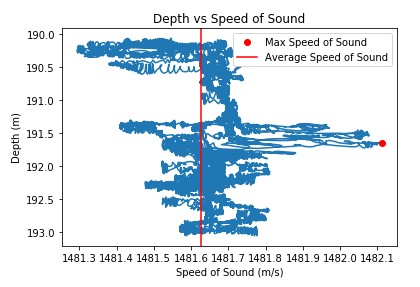 Depth vs Speed of Sound
Max Speed of Sound
Average Speed of Sound
190.0
190.5
191.0
191.5
192.0
192.5
193.0
Depth (m)
1481.3 1481.4 1481.5 1481.6 1481.7 1481.8 1481.9 1482.0 1482.1
Speed of Sound (m/s)